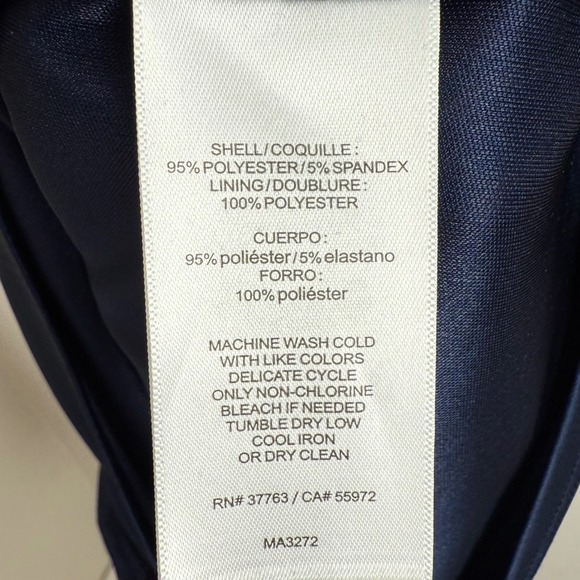 SHELL/COQUILLE:
95% POLYESTER/5% SPANDEX
LINING/DOUBLURE:
100% POLYESTER
CUERPO:
95% poliéster/5% elastano
FORRO:
100% poliéster
MACHINE WASH COLD
WITH LIKE COLORS
DELICATE CYCLE
ONLY NON-CHLORINE
BLEACH IF NEEDED
TUMBLE DRY LOW
COOL IRON
OR DRY CLEAN
RN# 37763 / CA# 55972
MA3272